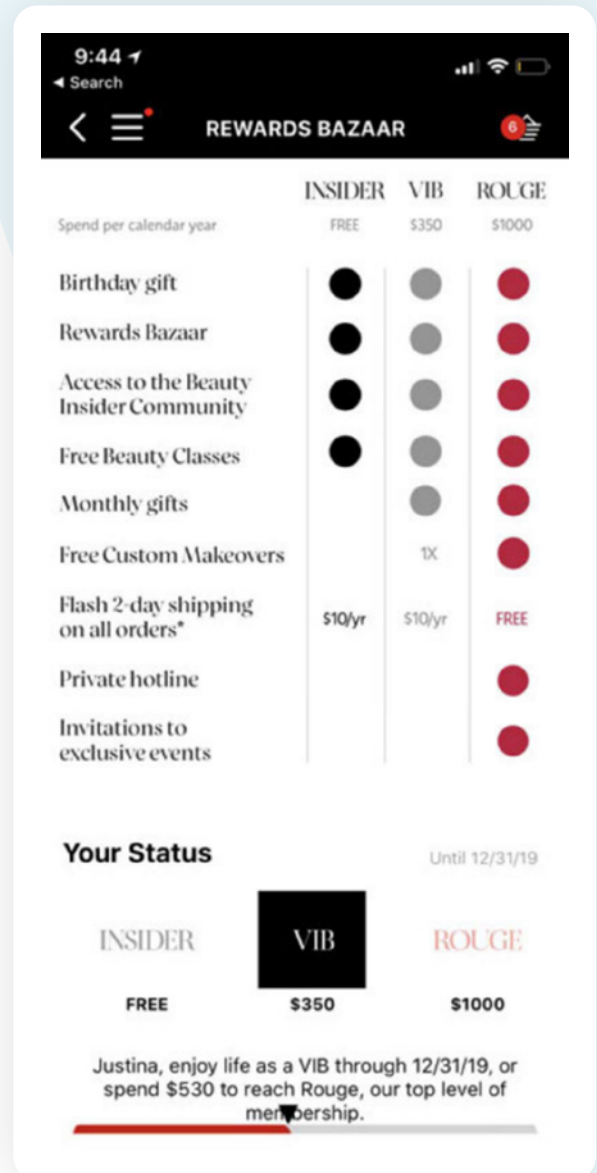 9:44
Search
REWARDS BAZAAR
6
INSIDER VIB ROUGE
Spend per calendar year FREE $350 $1000
Birthday gift
Rewards Bazaar
Access to the Beauty
Insider Community
Free Beauty Classes
Monthly gifts
Free Custom Makeovers 1X
Flash 2-day shipping
on all orders* $10/yr $10/yr FREE
Private hotline
Invitations to
exclusive events
Your Status Until 12/31/19
INSIDER VIB ROUGE
FREE $350 $1000
Justina, enjoy life as a VIB through 12/31/19, or
spend $530 to reach Rouge, our top level of
membership.